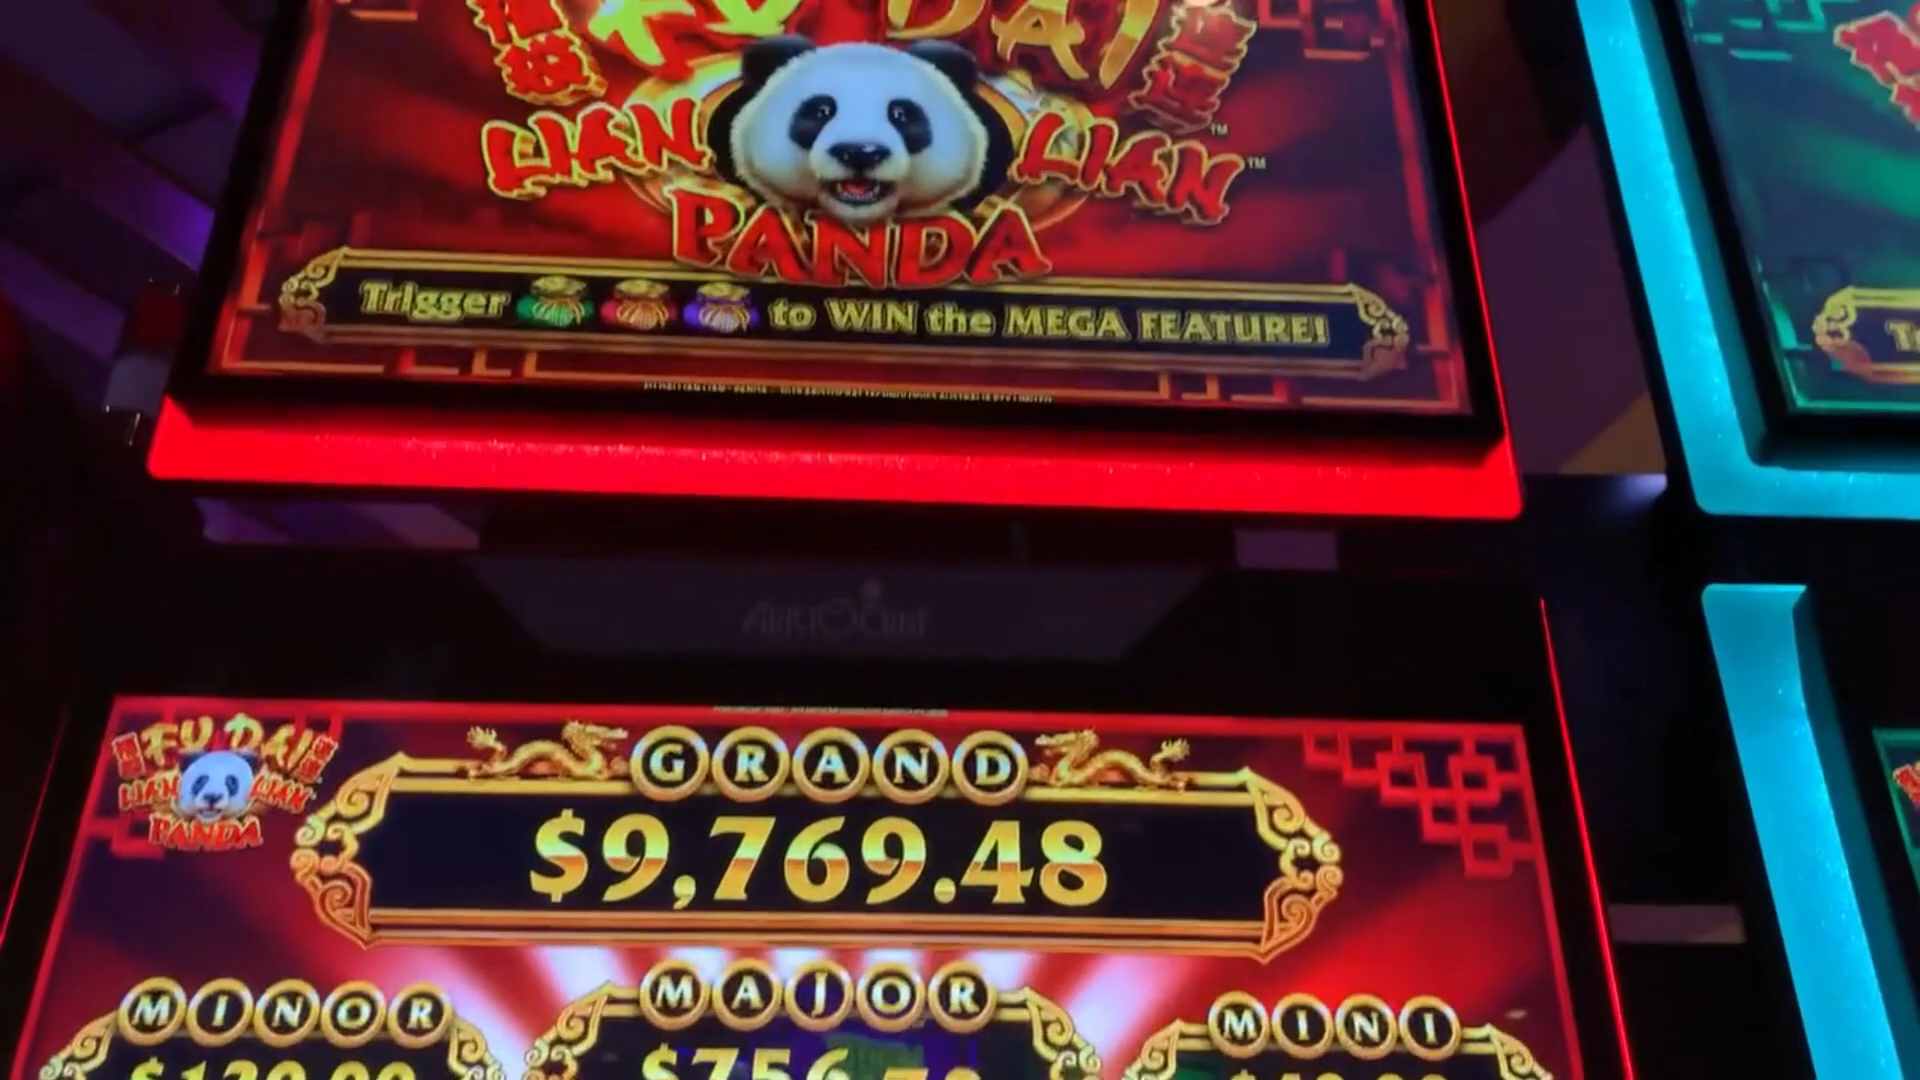 FU DAI
LIAN LIAN
PANDA
Trigger to WIN the MEGA FEATURE!
ARISTOCRAT
FU DAI
LIAN LIAN
PANDA
GRAND
$9,769.48
MINOR MAJOR MINI